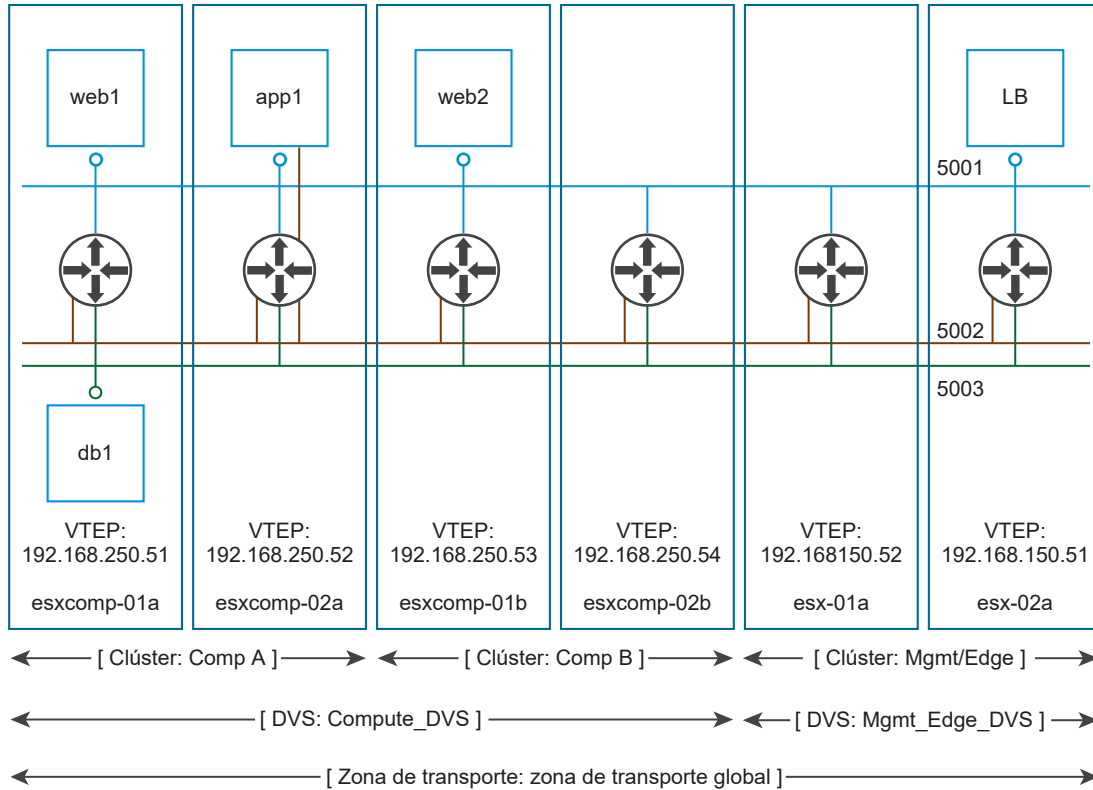 web1
app1
web2
LB
5001
5002
5003
db1
VTEP:
192.168.250.51
VTEP:
192.168.250.52
VTEP:
192.168.250.53
VTEP:
192.168.250.54
VTEP:
192.168150.52
VTEP:
192.168.150.51
esxcomp-01a
esxcomp-02a
esxcomp-01b
esxcomp-02b
esx-01a
esx-02a
[ Clúster: Comp A ]
[ Clúster: Comp B ]
[ Clúster: Mgmt/Edge ]
[ DVS: Compute_DVS ]
[ DVS: Mgmt_Edge_DVS ]
[ Zona de transporte: zona de transporte global ]